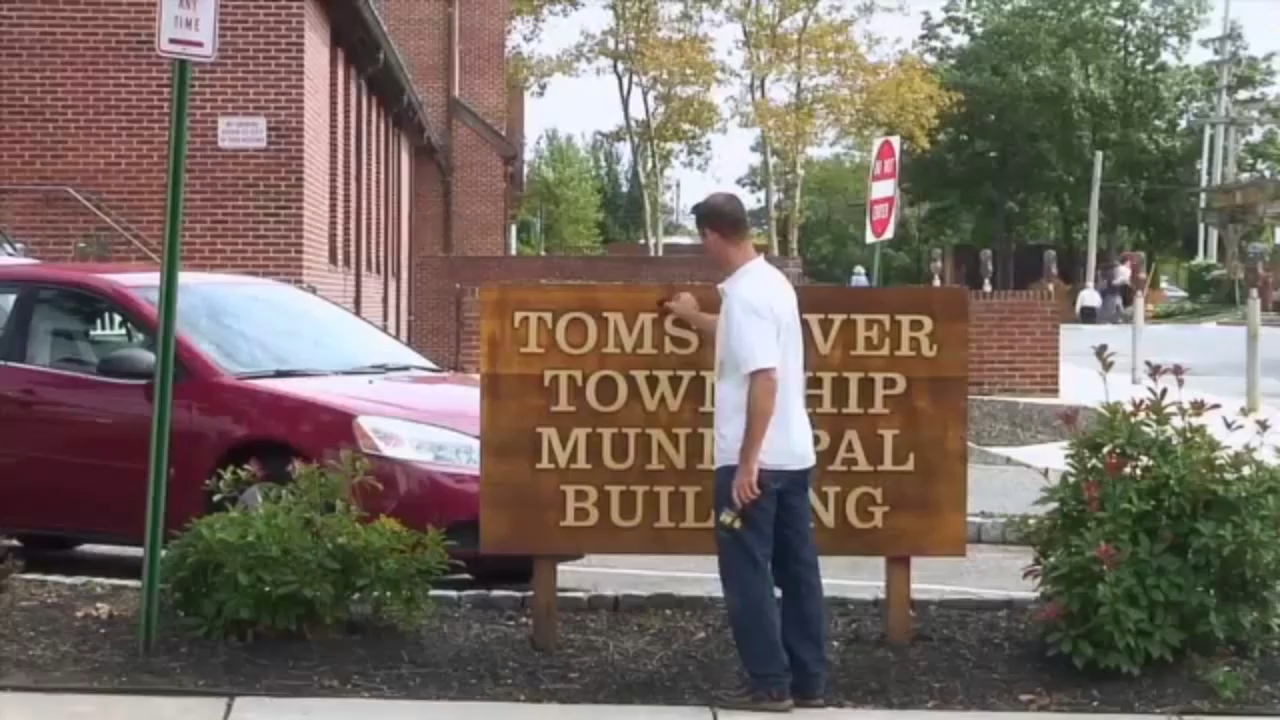 ANY
TIME
DO NOT
ENTER
TOMS VER
TOWN HIP
MUNI PAL
BUIL NG